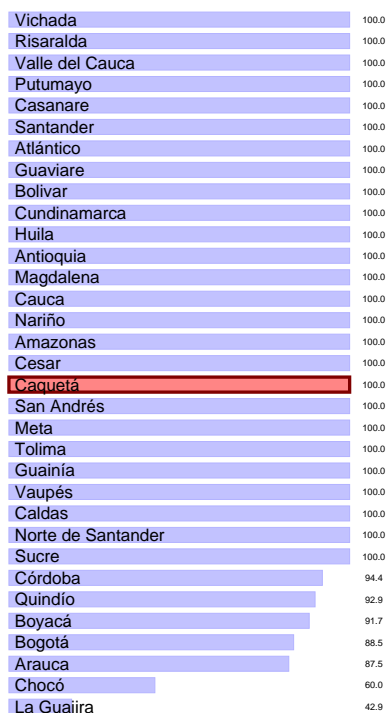 Vichada 100.0
Risaralda 100.0
Valle del Cauca 100.0
Putumayo 100.0
Casanare 100.0
Santander 100.0
Atlántico 100.0
Guaviare 100.0
Bolivar 100.0
Cundinamarca 100.0
Huila 100.0
Antioquia 100.0
Magdalena 100.0
Cauca 100.0
Nariño 100.0
Amazonas 100.0
Cesar 100.0
Caquetá 100.0
San Andrés 100.0
Meta 100.0
Tolima 100.0
Guainía 100.0
Vaupés 100.0
Caldas 100.0
Norte de Santander 100.0
Sucre 100.0
Córdoba 94.4
Quindío 92.9
Boyacá 91.7
Bogotá 88.5
Arauca 87.5
Chocó 60.0
La Guajira 42.9